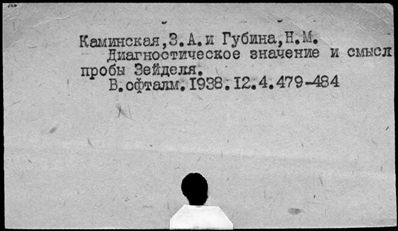 Каминская,З.А.и Губина,Н.М.
Диагностическое значение и смысл
пробы Зейделя.
В.офталм.1938.12.4.479-484